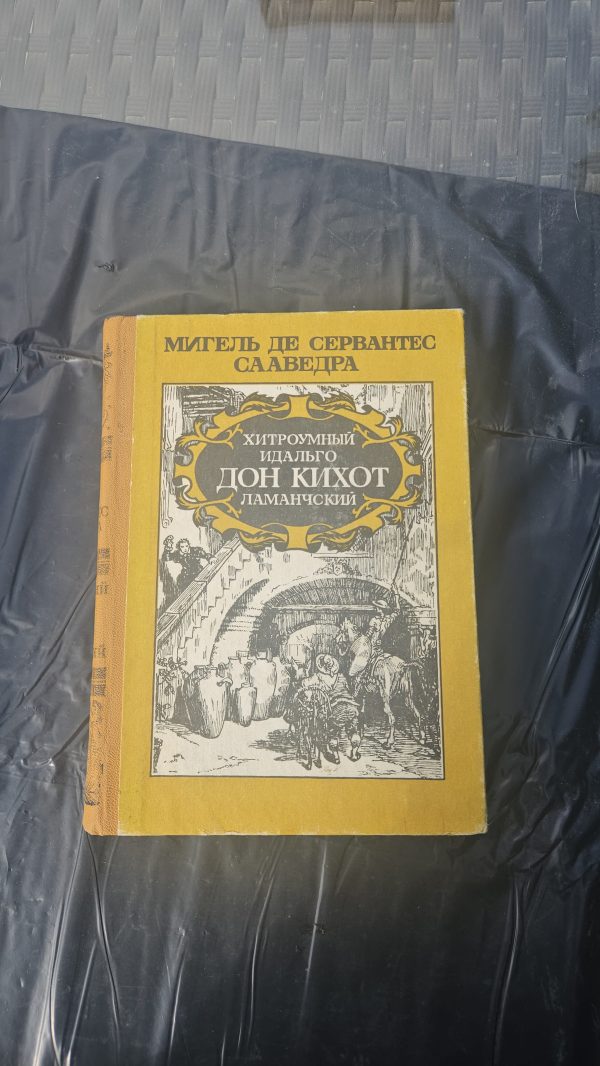 МИГЕЛЬ ДЕ СЕРВАНТЕС
СААВЕДРА
ХИТРОУМНЫЙ
ИДАЛЬГО
ДОН КИХОТ
ЛАМАНЧСКИЙ